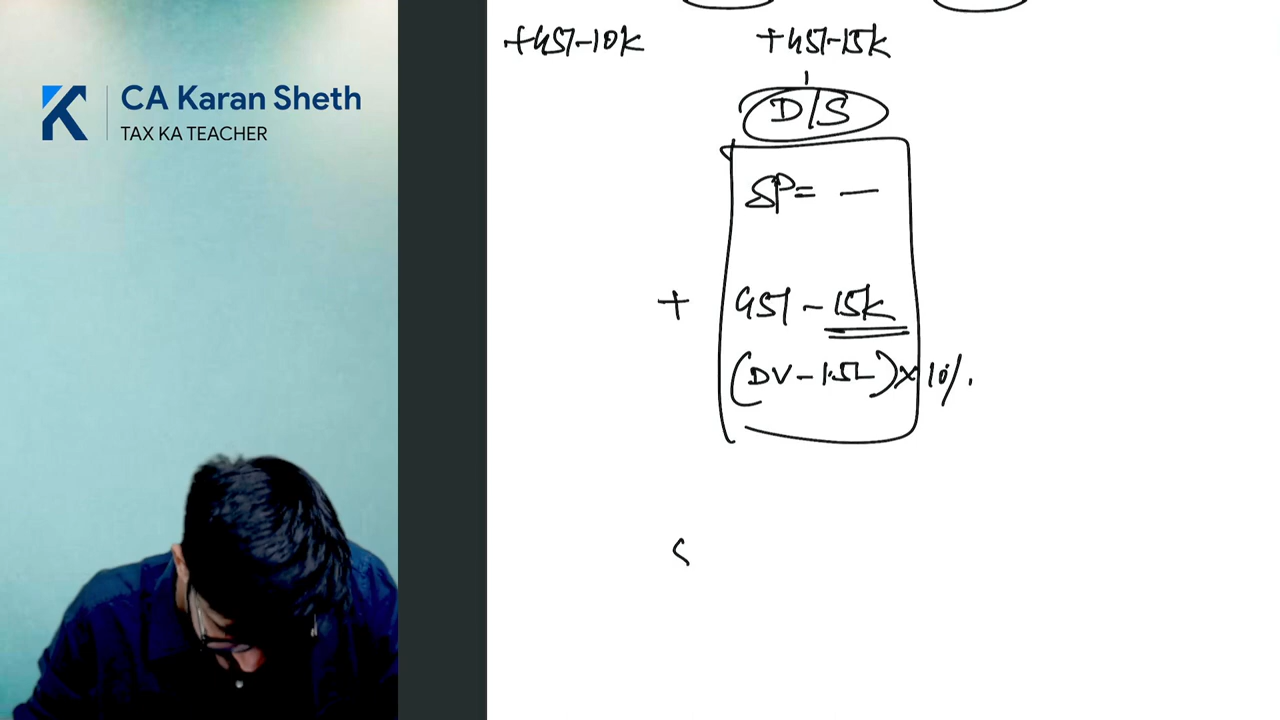 CA Karan Sheth
TAX KA TEACHER
+GST-10K
+GST-15K
D/S
SP= —
+ GST - 15K
(DV - 1.5L) × 10%.
S